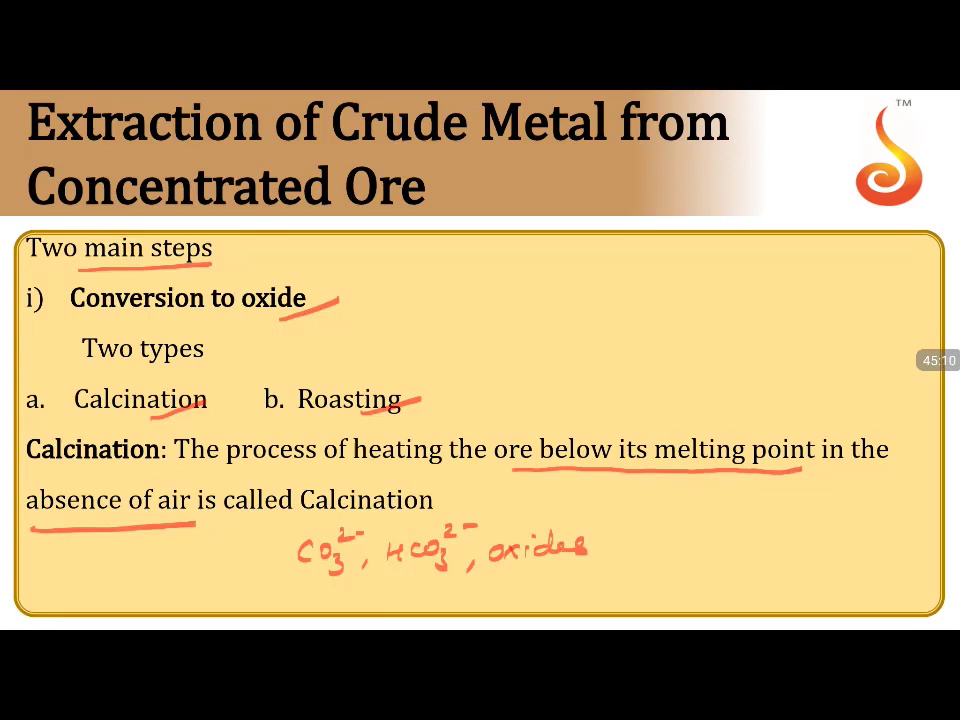 Extraction of Crude Metal from
Concentrated Ore
TM
Two main steps
i) Conversion to oxide
Two types
45:10
a. Calcination b. Roasting
Calcination: The process of heating the ore below its melting point in the
absence of air is called Calcination
CO₃²⁻, HCO₃²⁻, oxides